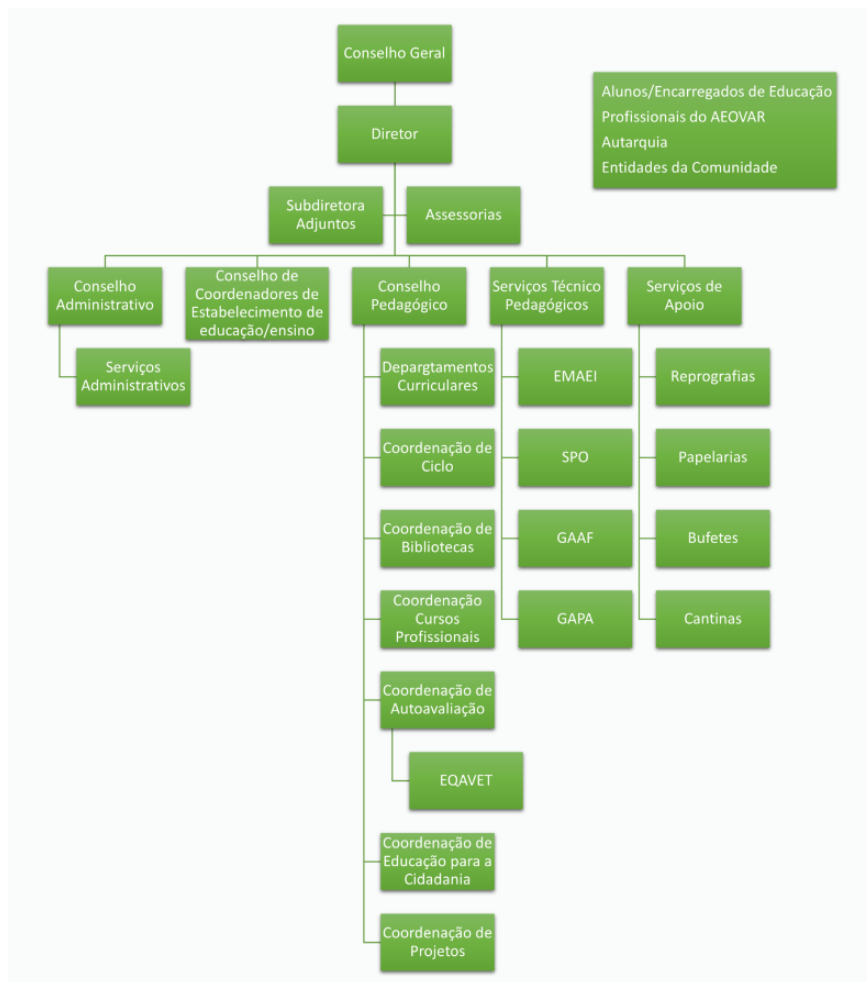 Conselho Geral
Alunos/Encarregados de Educação
Profissionais do AEOVAR
Autarquia
Entidades da Comunidade
Diretor
Subdiretora
Adjuntos
Assessorias
Conselho
Administrativo
Conselho de
Coordenadores de
Estabelecimento de
educação/ensino
Conselho
Pedagógico
Serviços Técnico
Pedagógicos
Serviços de
Apoio
Serviços
Administrativos
Depargtamentos
Curriculares
EMAEI
Reprografias
Coordenação de
Ciclo
SPO
Papelarias
Coordenação de
Bibliotecas
GAAF
Bufetes
Coordenação
Cursos
Profissionais
GAPA
Cantinas
Coordenação de
Autoavaliação
EQAVET
Coordenação de
Educação para a
Cidadania
Coordenação de
Projetos